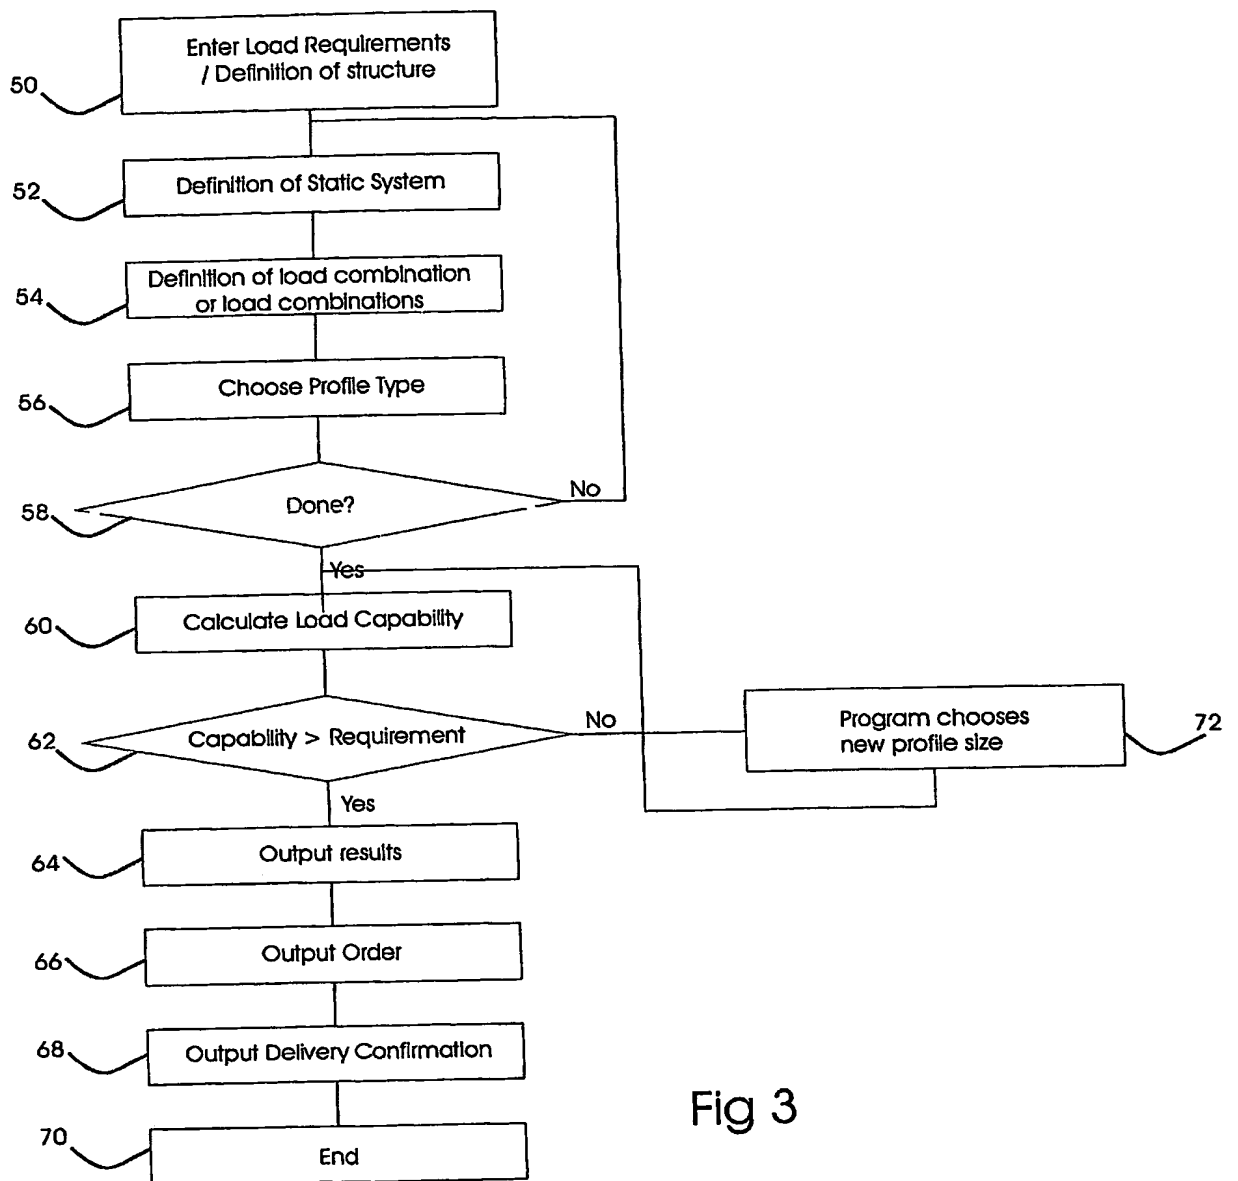 Enter Load Requirements
/ Definition of structure
50
Definition of Static System
52
Definition of load combination
or load combinations
54
Choose Profile Type
56
Done?
No
58
Yes
Calculate Load Capability
60
Capability > Requirement
No
62
Program chooses
new profile size
72
Yes
Output results
64
Output Order
66
Output Delivery Confirmation
68
End
70
Fig 3